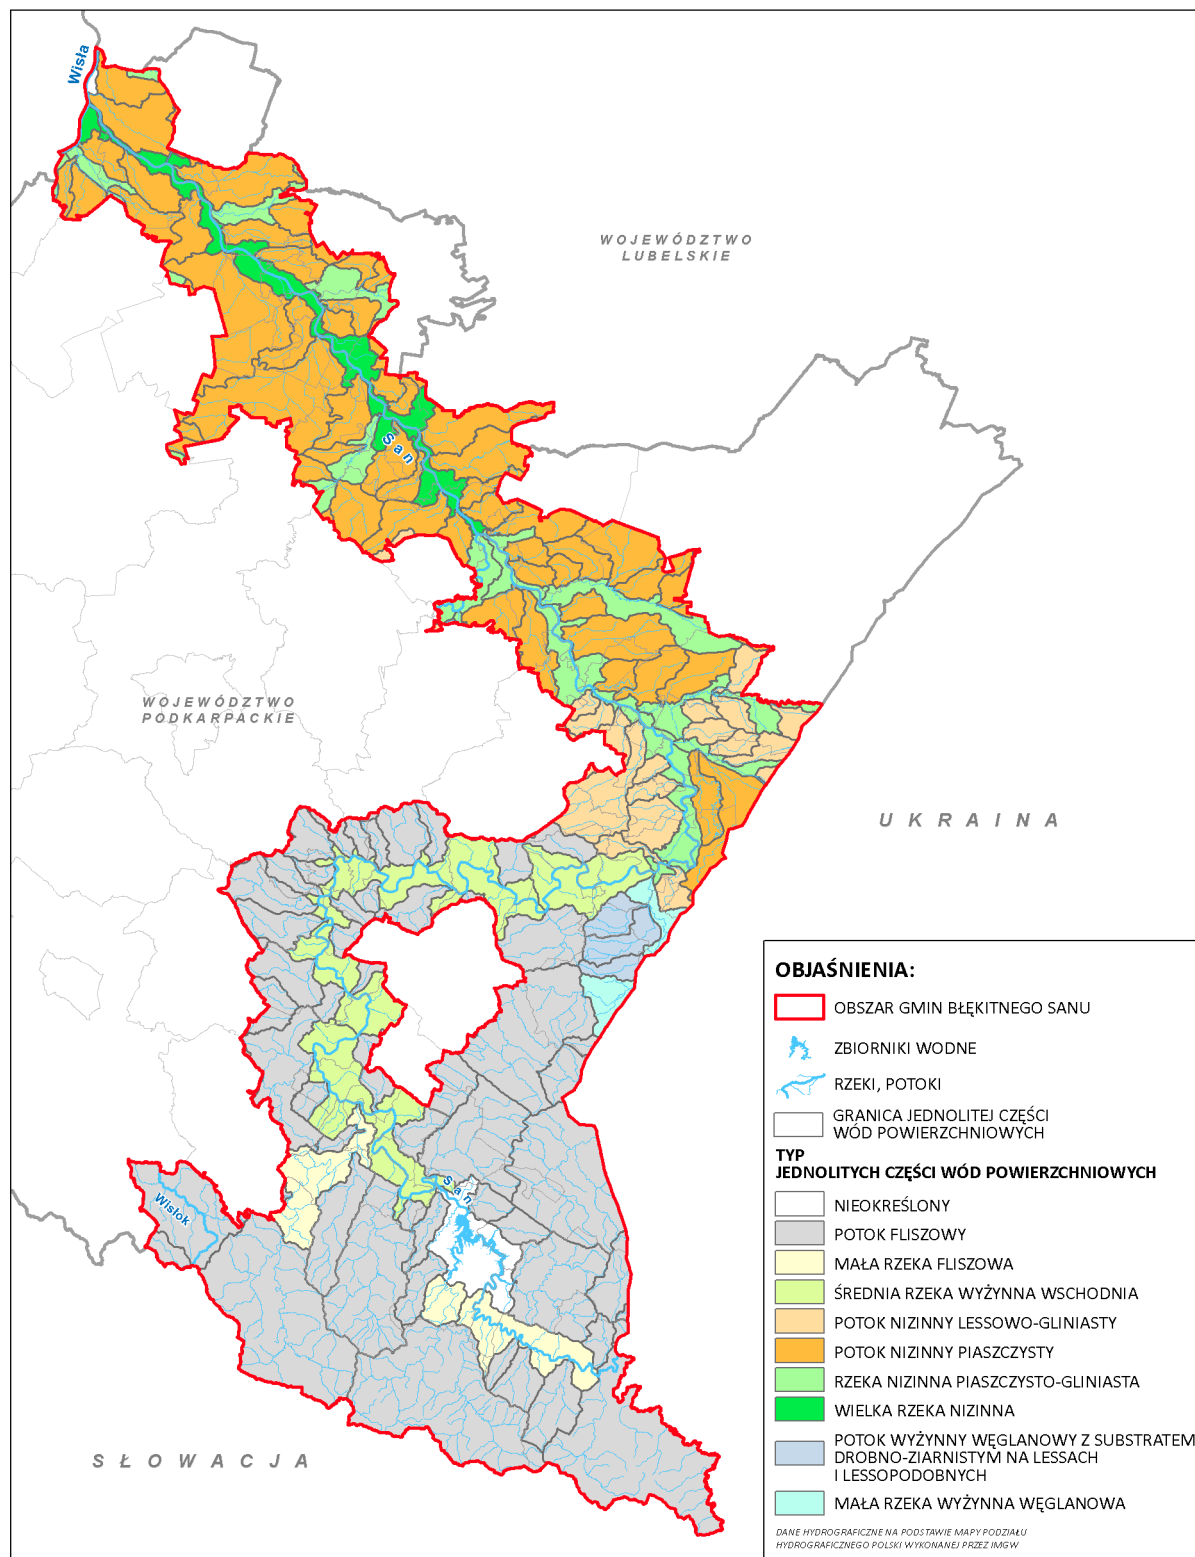 Wisła
WOJEWÓDZTWO
LUBELSKIE
San
WOJEWÓDZTWO
PODKARPACKIE
UKRAINA
San
Wisłok
SŁOWACJA
OBJAŚNIENIA:
OBSZAR GMIN BŁĘKITNEGO SANU
ZBIORNIKI WODNE
RZEKI, POTOKI
GRANICA JEDNOLITEJ CZĘŚCI
WÓD POWIERZCHNIOWYCH
TYP
JEDNOLITYCH CZĘŚCI WÓD POWIERZCHNIOWYCH
NIEOKREŚLONY
POTOK FLISZOWY
MAŁA RZEKA FLISZOWA
ŚREDNIA RZEKA WYŻYNNA WSCHODNIA
POTOK NIZINNY LESSOWO-GLINIASTY
POTOK NIZINNY PIASZCZYSTY
RZEKA NIZINNA PIASZCZYSTO-GLINIASTA
WIELKA RZEKA NIZINNA
POTOK WYŻYNNY WĘGLANOWY Z SUBSTRATEM
DROBNO-ZIARNISTYM NA LESSACH
I LESSOPODOBNYCH
MAŁA RZEKA WYŻYNNA WĘGLANOWA
DANE HYDROGRAFICZNE NA PODSTAWIE MAPY PODZIAŁU
HYDROGRAFICZNEGO POLSKI WYKONANEJ PRZEZ IMGW